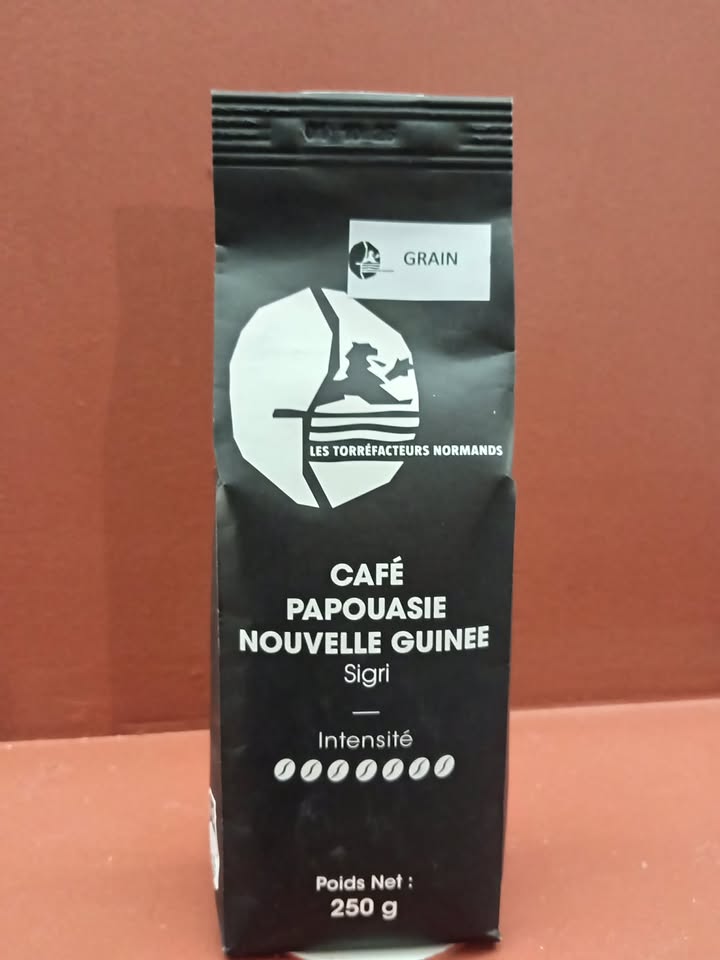 GRAIN
LES TORRÉFACTEURS NORMANDS
CAFÉ
PAPOUASIE
NOUVELLE GUINEE
Sigri
Intensité
Poids Net :
250 g